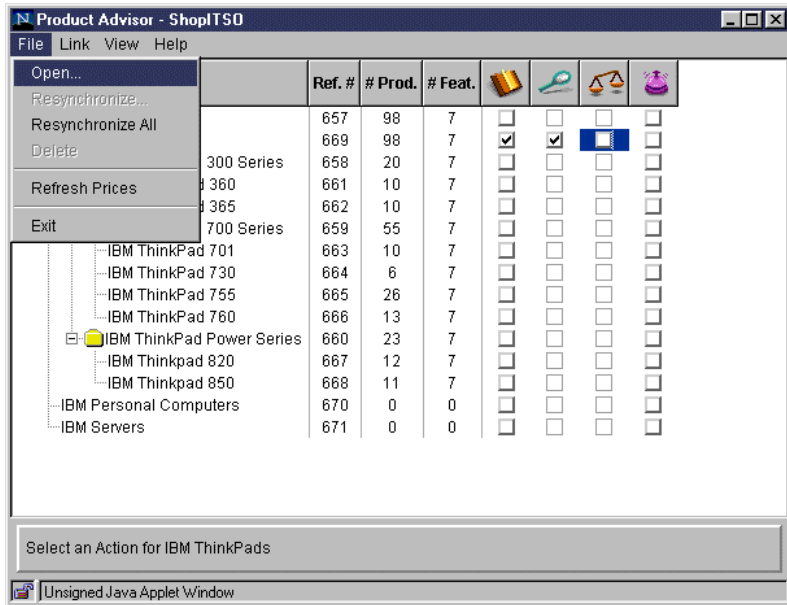 Product Advisor - ShopITSO
File Link View Help
Open...
Resynchronize...
Resynchronize All
Delete
Refresh Prices
Exit
Ref. # # Prod. # Feat.
657 98 7
669 98 7
300 Series 658 20 7
d 360 661 10 7
d 365 662 10 7
700 Series 659 55 7
IBM ThinkPad 701 663 10 7
IBM ThinkPad 730 664 6 7
IBM ThinkPad 755 665 26 7
IBM ThinkPad 760 666 13 7
IBM ThinkPad Power Series 660 23 7
IBM Thinkpad 820 667 12 7
IBM Thinkpad 850 668 11 7
IBM Personal Computers 670 0 0
IBM Servers 671 0 0
Select an Action for IBM ThinkPads
Unsigned Java Applet Window